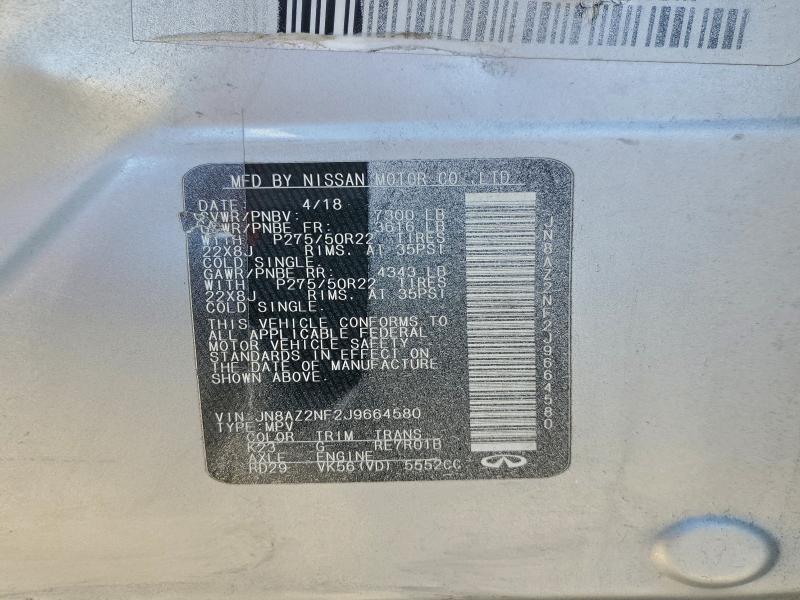 MFD BY NISSAN MOTOR CO.,LTD.
DATE: 4/18
GVWR/PNBV: 7300 LB
GAWR/PNBE FR: 3616 LB
WITH P275/50R22 TIRES
22X8J RIMS. AT 35PSI
COLD SINGLE.
GAWR/PNBE RR: 4343 LB
WITH P275/50R22 TIRES
22X8J RIMS. AT 35PSI
COLD SINGLE.
THIS VEHICLE CONFORMS TO
ALL APPLICABLE FEDERAL
MOTOR VEHICLE SAFETY
STANDARDS IN EFFECT ON
THE DATE OF MANUFACTURE
SHOWN ABOVE.
VIN: JN8AZ2NF2J9664580
TYPE: MPV
COLOR TRIM TRANS
K23 G RE7R01B
AXLE ENGINE
RD29 VK56(VD) 5552CC
JN8AZ2NF2J9664580